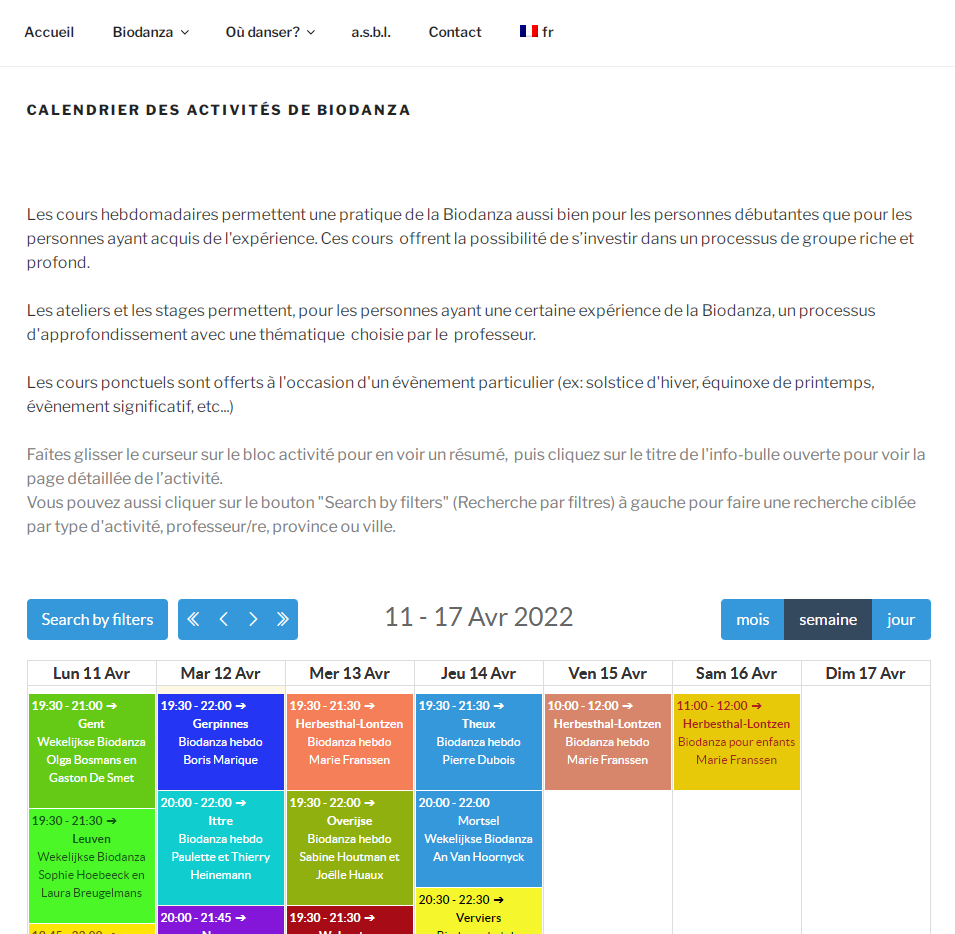 Accueil Biodanza Où danser? a.s.b.l. Contact fr
CALENDRIER DES ACTIVITÉS DE BIODANZA
Les cours hebdomadaires permettent une pratique de la Biodanza aussi bien pour les personnes débutantes que pour les
personnes ayant acquis de l'expérience. Ces cours offrent la possibilité de s’investir dans un processus de groupe riche et
profond.
Les ateliers et les stages permettent, pour les personnes ayant une certaine expérience de la Biodanza, un processus
d'approfondissement avec une thématique choisie par le professeur.
Les cours ponctuels sont offerts à l'occasion d'un évènement particulier (ex: solstice d'hiver, équinoxe de printemps,
évènement significatif, etc...)
Faîtes glisser le curseur sur le bloc activité pour en voir un résumé, puis cliquez sur le titre de l'info-bulle ouverte pour voir la
page détaillée de l’activité.
Vous pouvez aussi cliquer sur le bouton "Search by filters" (Recherche par filtres) à gauche pour faire une recherche ciblée
par type d'activité, professeur/re, province ou ville.
Search by filters 11 - 17 Avr 2022 mois semaine jour
Lun 11 Avr Mar 12 Avr Mer 13 Avr Jeu 14 Avr Ven 15 Avr Sam 16 Avr Dim 17 Avr
19:30 - 21:00 ➔
Gent
Wekelijkse Biodanza
Olga Bosmans en
Gaston De Smet
19:30 - 21:30 ➔
Leuven
Wekelijkse Biodanza
Sophie Hoebeeck en
Laura Breugelmans
19:30 - 22:00 ➔
Gerpinnes
Biodanza hebdo
Boris Marique
20:00 - 22:00 ➔
Ittre
Biodanza hebdo
Paulette et Thierry
Heinemann
20:00 - 21:45 ➔
19:30 - 21:30 ➔
Herbesthal-Lontzen
Biodanza hebdo
Marie Franssen
19:30 - 22:00 ➔
Overijse
Biodanza hebdo
Sabine Houtman et
Joëlle Huaux
19:30 - 21:30 ➔
19:30 - 21:30 ➔
Theux
Biodanza hebdo
Pierre Dubois
20:00 - 22:00
Mortsel
Wekelijkse Biodanza
An Van Hoornyck
20:30 - 22:30 ➔
Verviers
10:00 - 12:00 ➔
Herbesthal-Lontzen
Biodanza hebdo
Marie Franssen
11:00 - 12:00 ➔
Herbesthal-Lontzen
Biodanza pour enfants
Marie Franssen